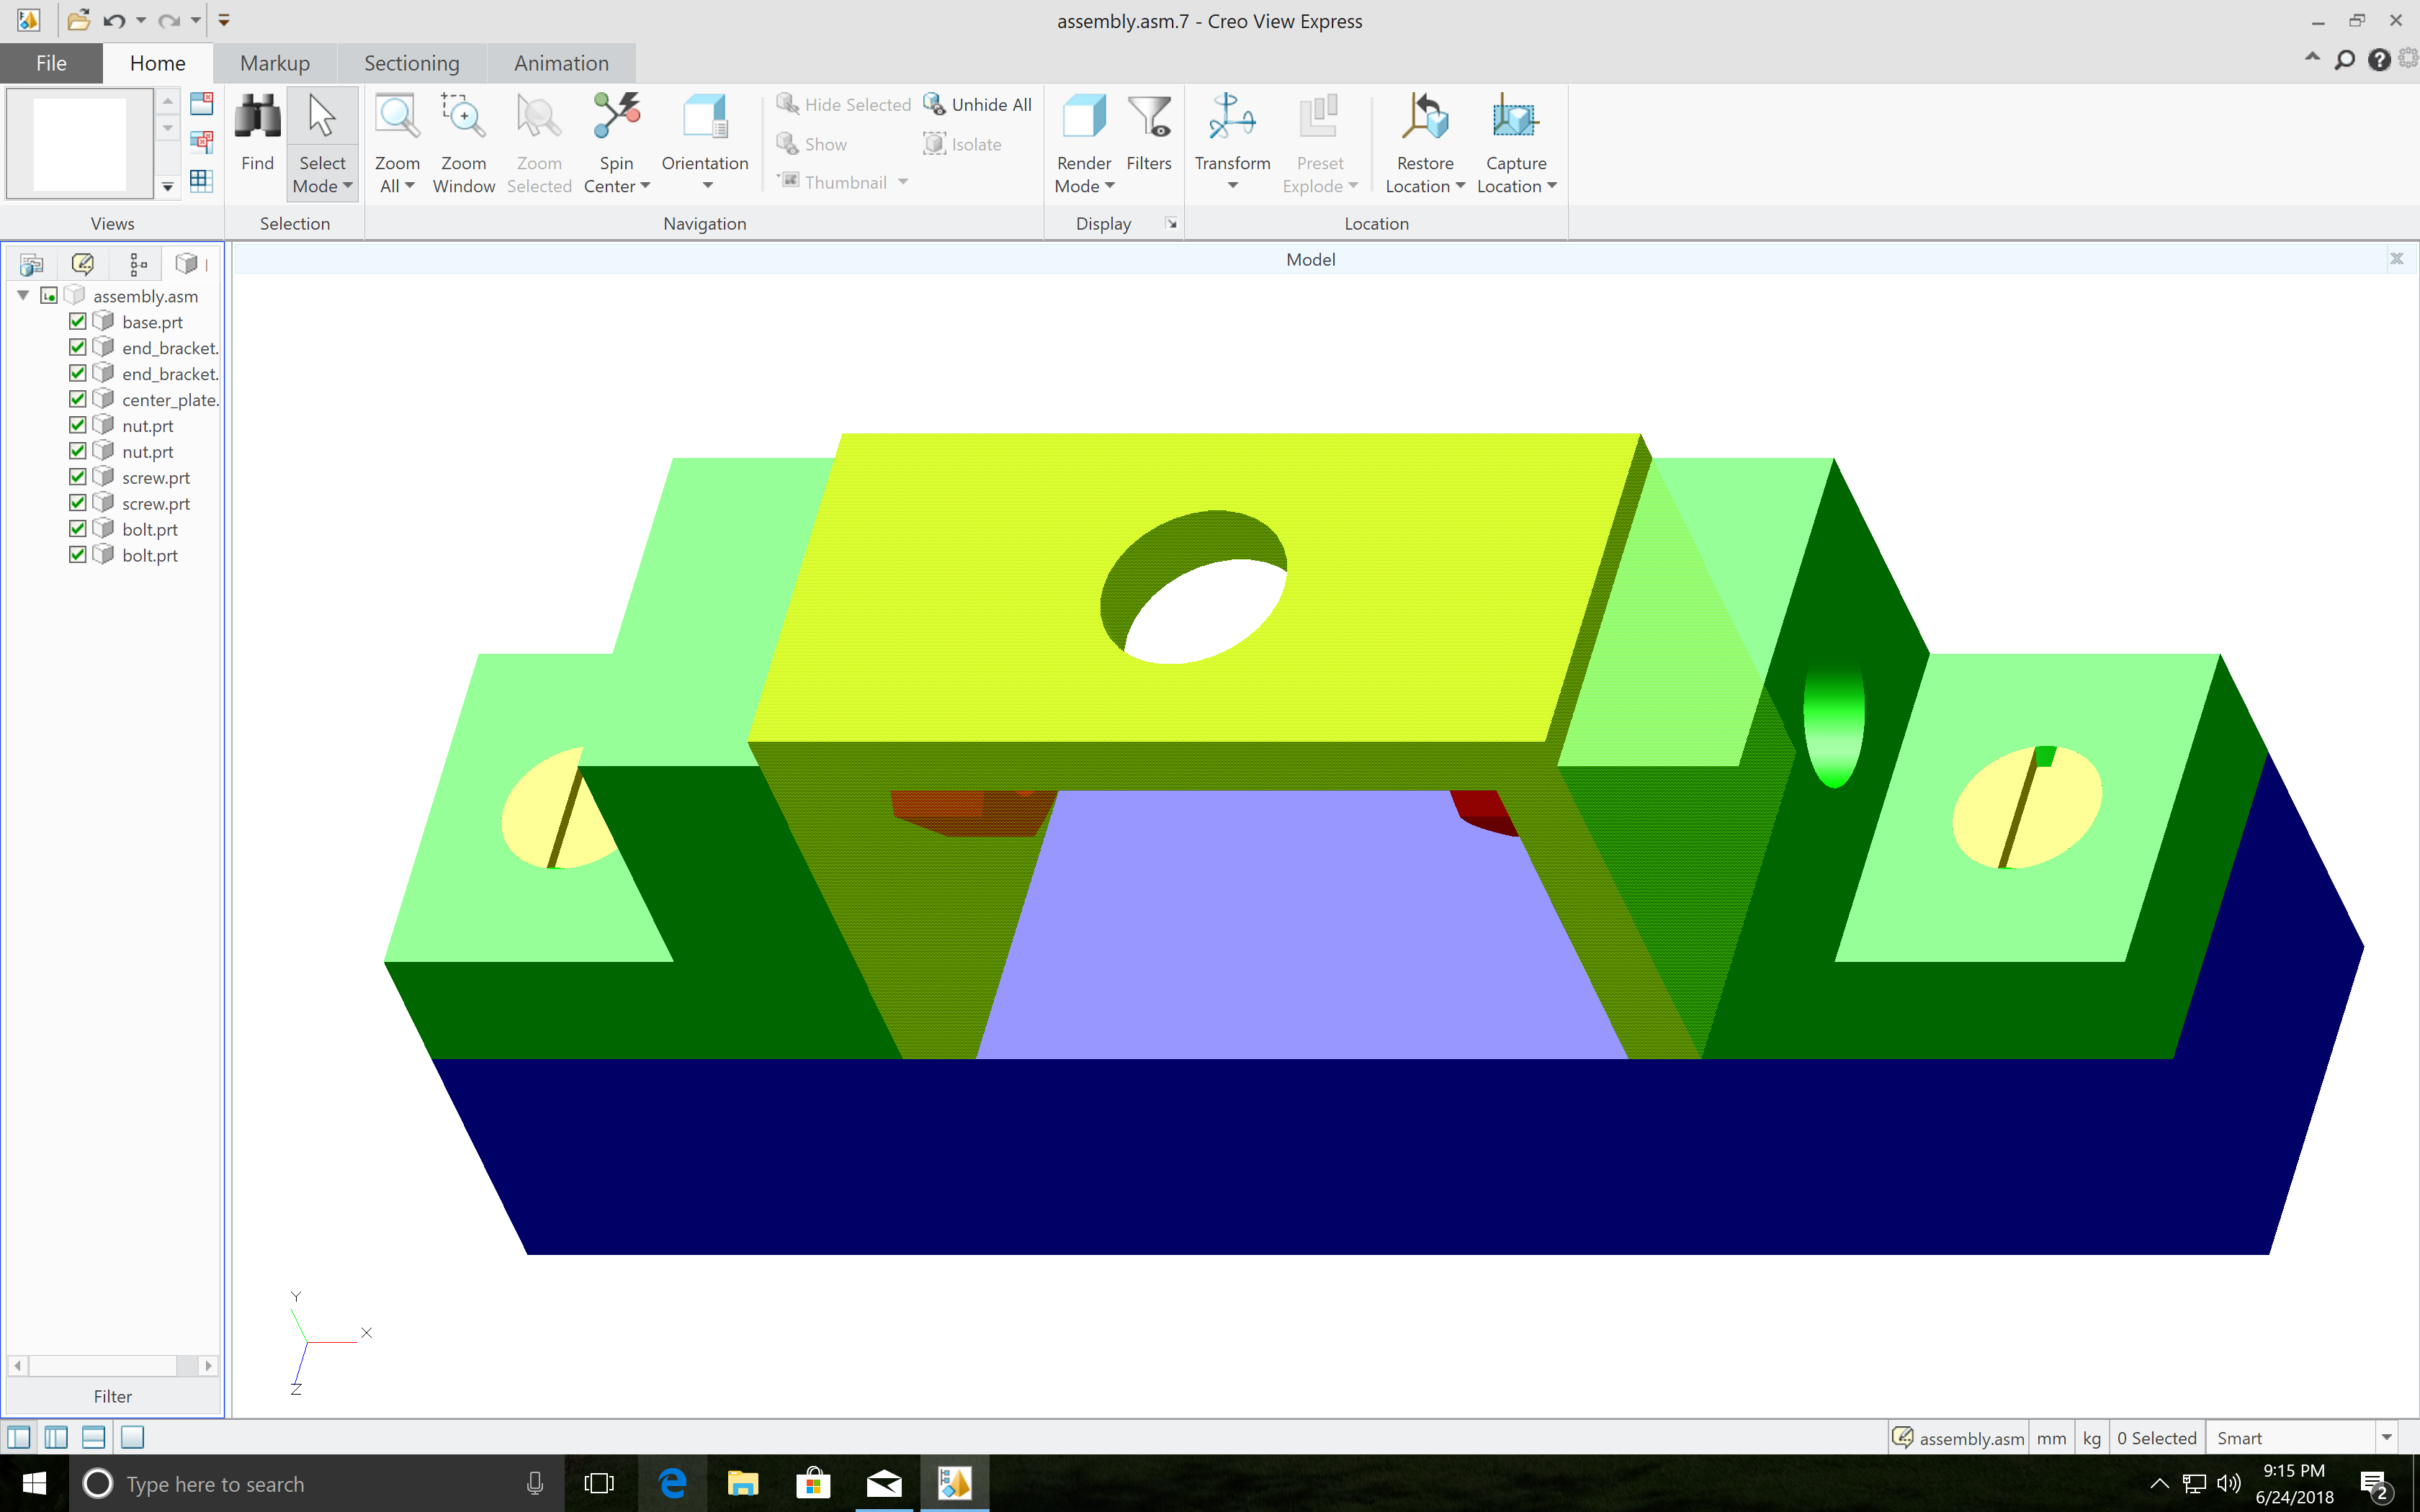 assembly.asm.7 - Creo View Express
File
Home
Markup
Sectioning
Animation
Find
Select
Mode
Zoom
All
Zoom
Window
Zoom
Selected
Spin
Center
Orientation
Hide Selected
Show
Thumbnail
Unhide All
Isolate
Render
Mode
Filters
Transform
Preset
Explode
Restore
Location
Capture
Location
Views
Selection
Navigation
Display
Location
Model
assembly.asm
base.prt
end_bracket.
end_bracket.
center_plate.
nut.prt
nut.prt
screw.prt
screw.prt
bolt.prt
bolt.prt
Y
X
Z
Filter
assembly.asm
mm
kg
0 Selected
Smart
Type here to search
9:15 PM
6/24/2018
2